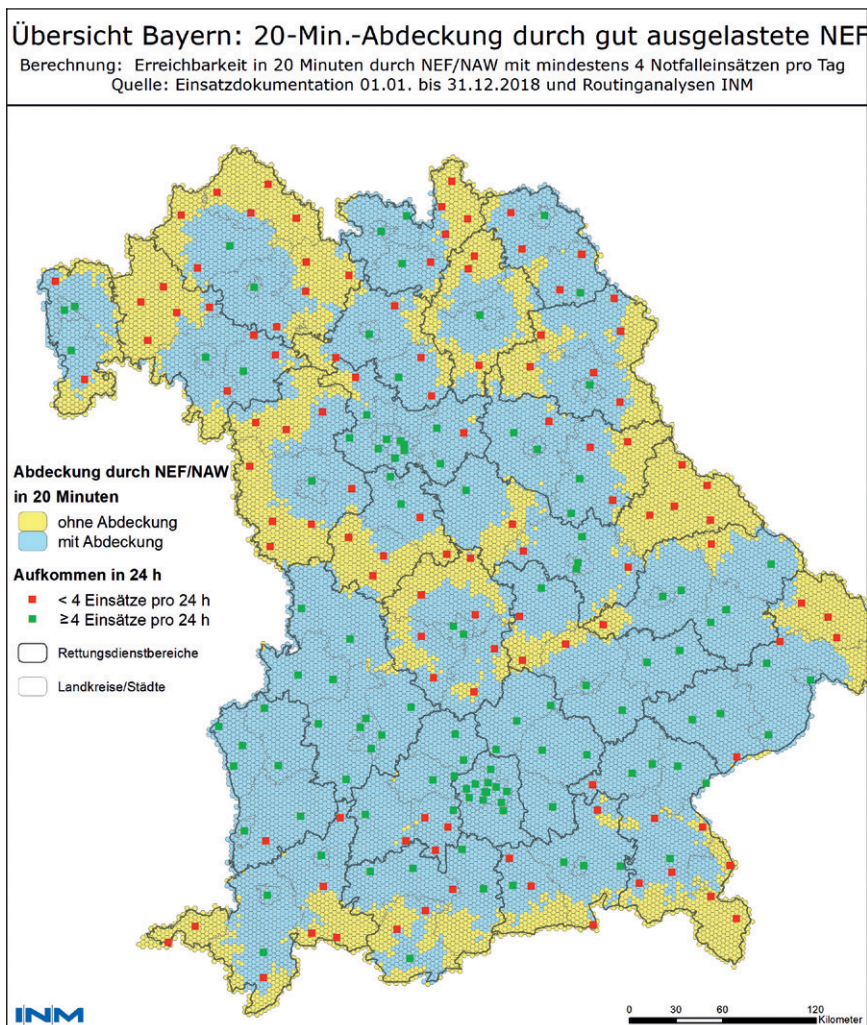 Übersicht Bayern: 20-Min.-Abdeckung durch gut ausgelastete NEF
Berechnung: Erreichbarkeit in 20 Minuten durch NEF/NAW mit mindestens 4 Notfalleinsätzen pro Tag
Quelle: Einsatzdokumentation 01.01. bis 31.12.2018 und Routinganalysen INM
Abdeckung durch NEF/NAW
in 20 Minuten
ohne Abdeckung
mit Abdeckung
Aufkommen in 24 h
< 4 Einsätze pro 24 h
≥ 4 Einsätze pro 24 h
Rettungsdienstbereiche
Landkreise/Städte
INM
0 30 60 120
Kilometer